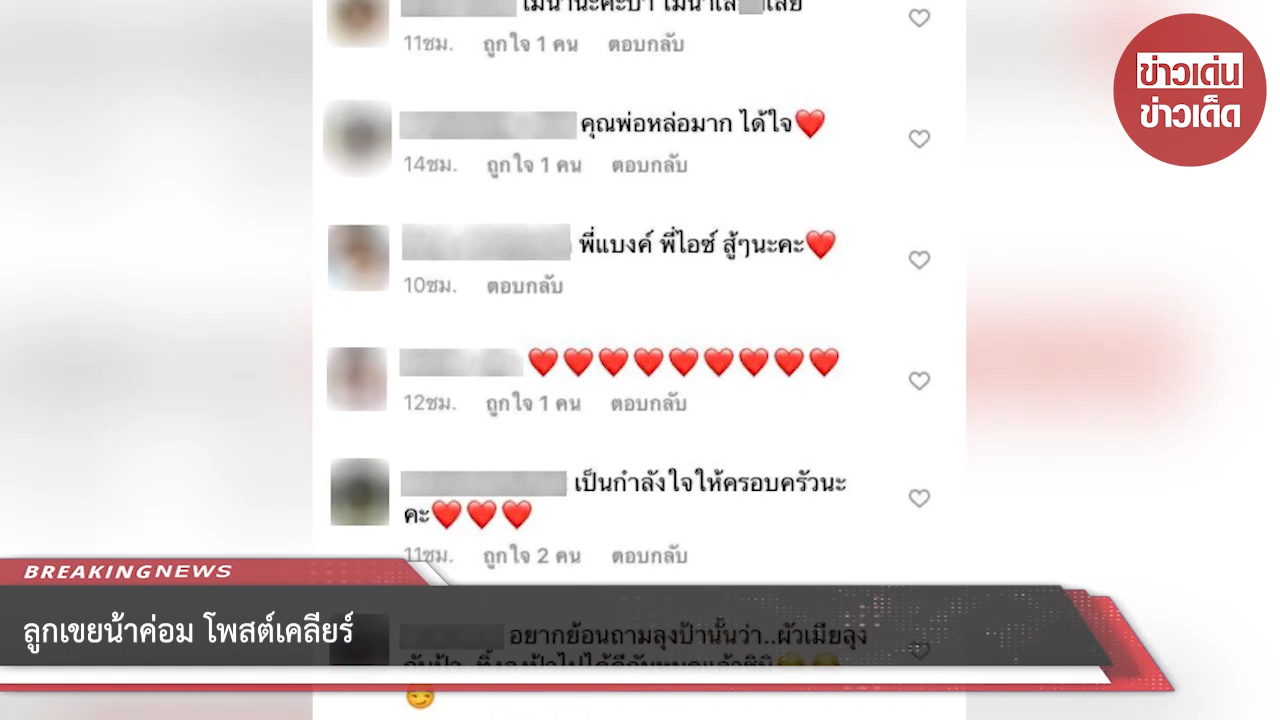 ข่าวเด่น
ข่าวเด็ด
11ชม. ถูกใจ 1 คน ตอบกลับ
คุณพ่อหล่อมาก ได้ใจ❤️
14ชม. ถูกใจ 1 คน ตอบกลับ
พี่แบงค์ พี่ไอซ์ สู้ๆนะคะ❤️
10ชม. ตอบกลับ
❤️❤️❤️❤️❤️❤️❤️❤️❤️
12ชม. ถูกใจ 1 คน ตอบกลับ
เป็นกำลังใจให้ครอบครัวนะ
คะ❤️❤️❤️
11ชม. ถูกใจ 2 คน ตอบกลับ
BREAKINGNEWS
ลูกเขยน้าค่อม โพสต์เคลียร์
อยากย้อนถามลุงป้านั้นว่า..ผัวเมียลุง